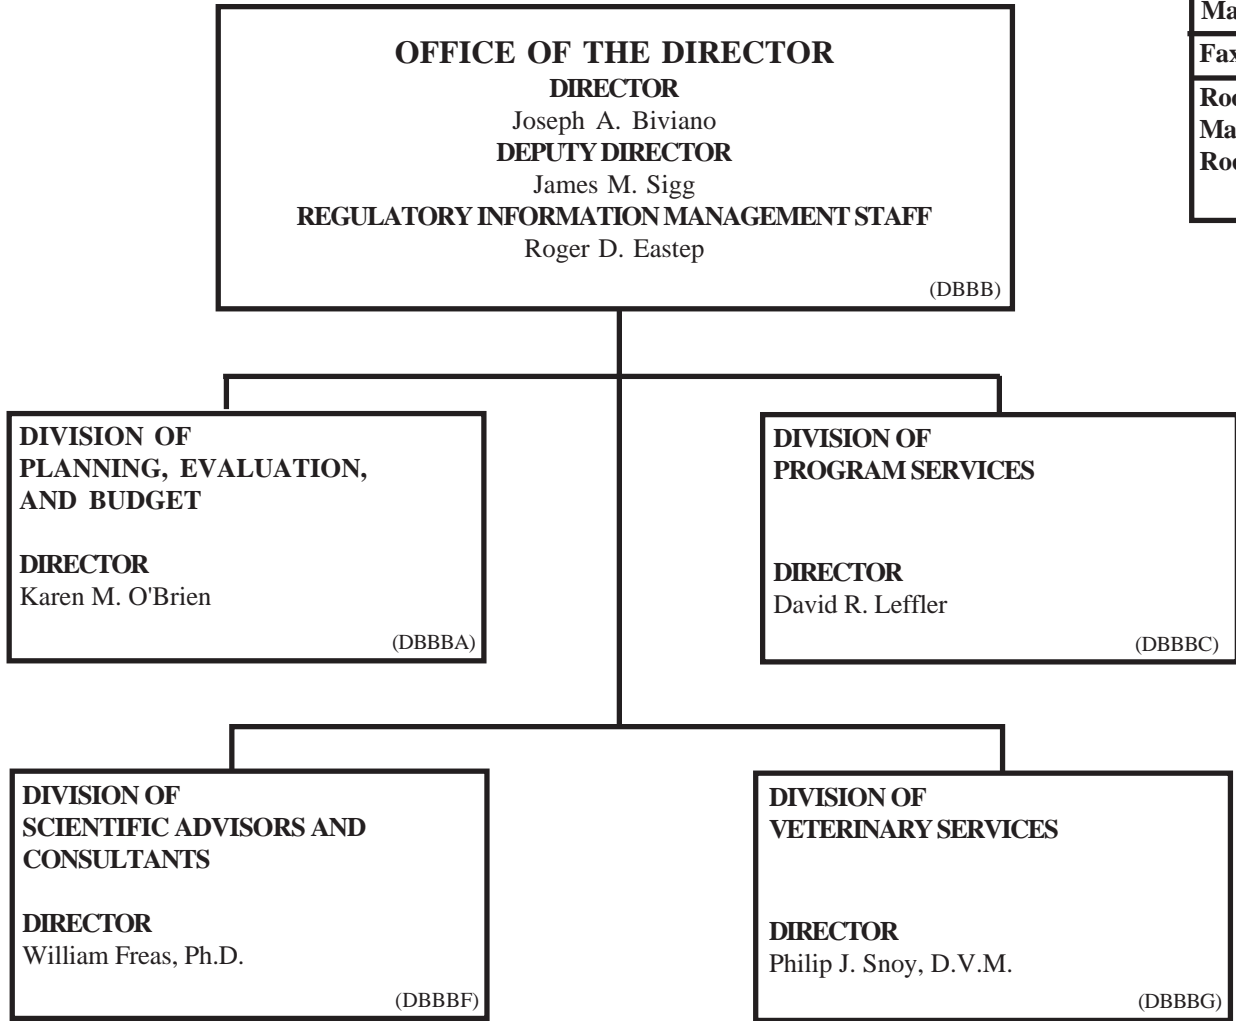 OFFICE OF THE DIRECTOR
DIRECTOR
Joseph A. Biviano
DEPUTY DIRECTOR
James M. Sigg
REGULATORY INFORMATION MANAGEMENT STAFF
Roger D. Eastep
(DBBB)
DIVISION OF
PLANNING, EVALUATION,
AND BUDGET
DIRECTOR
Karen M. O'Brien
(DBBBA)
DIVISION OF
PROGRAM SERVICES
DIRECTOR
David R. Leffler
(DBBBC)
DIVISION OF
SCIENTIFIC ADVISORS AND
CONSULTANTS
DIRECTOR
William Freas, Ph.D.
(DBBBF)
DIVISION OF
VETERINARY SERVICES
DIRECTOR
Philip J. Snoy, D.V.M.
(DBBBG)